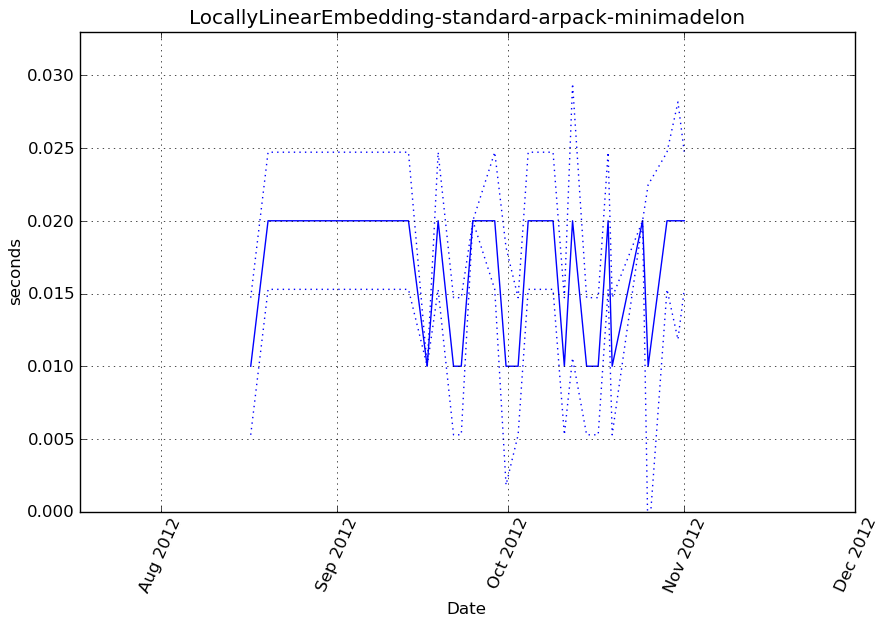 LocallyLinearEmbedding-standard-arpack-minimadelon
0.030
0.025
0.020
0.015
0.010
0.005
0.000
seconds
Aug 2012
Sep 2012
Oct 2012
Nov 2012
Dec 2012
Date